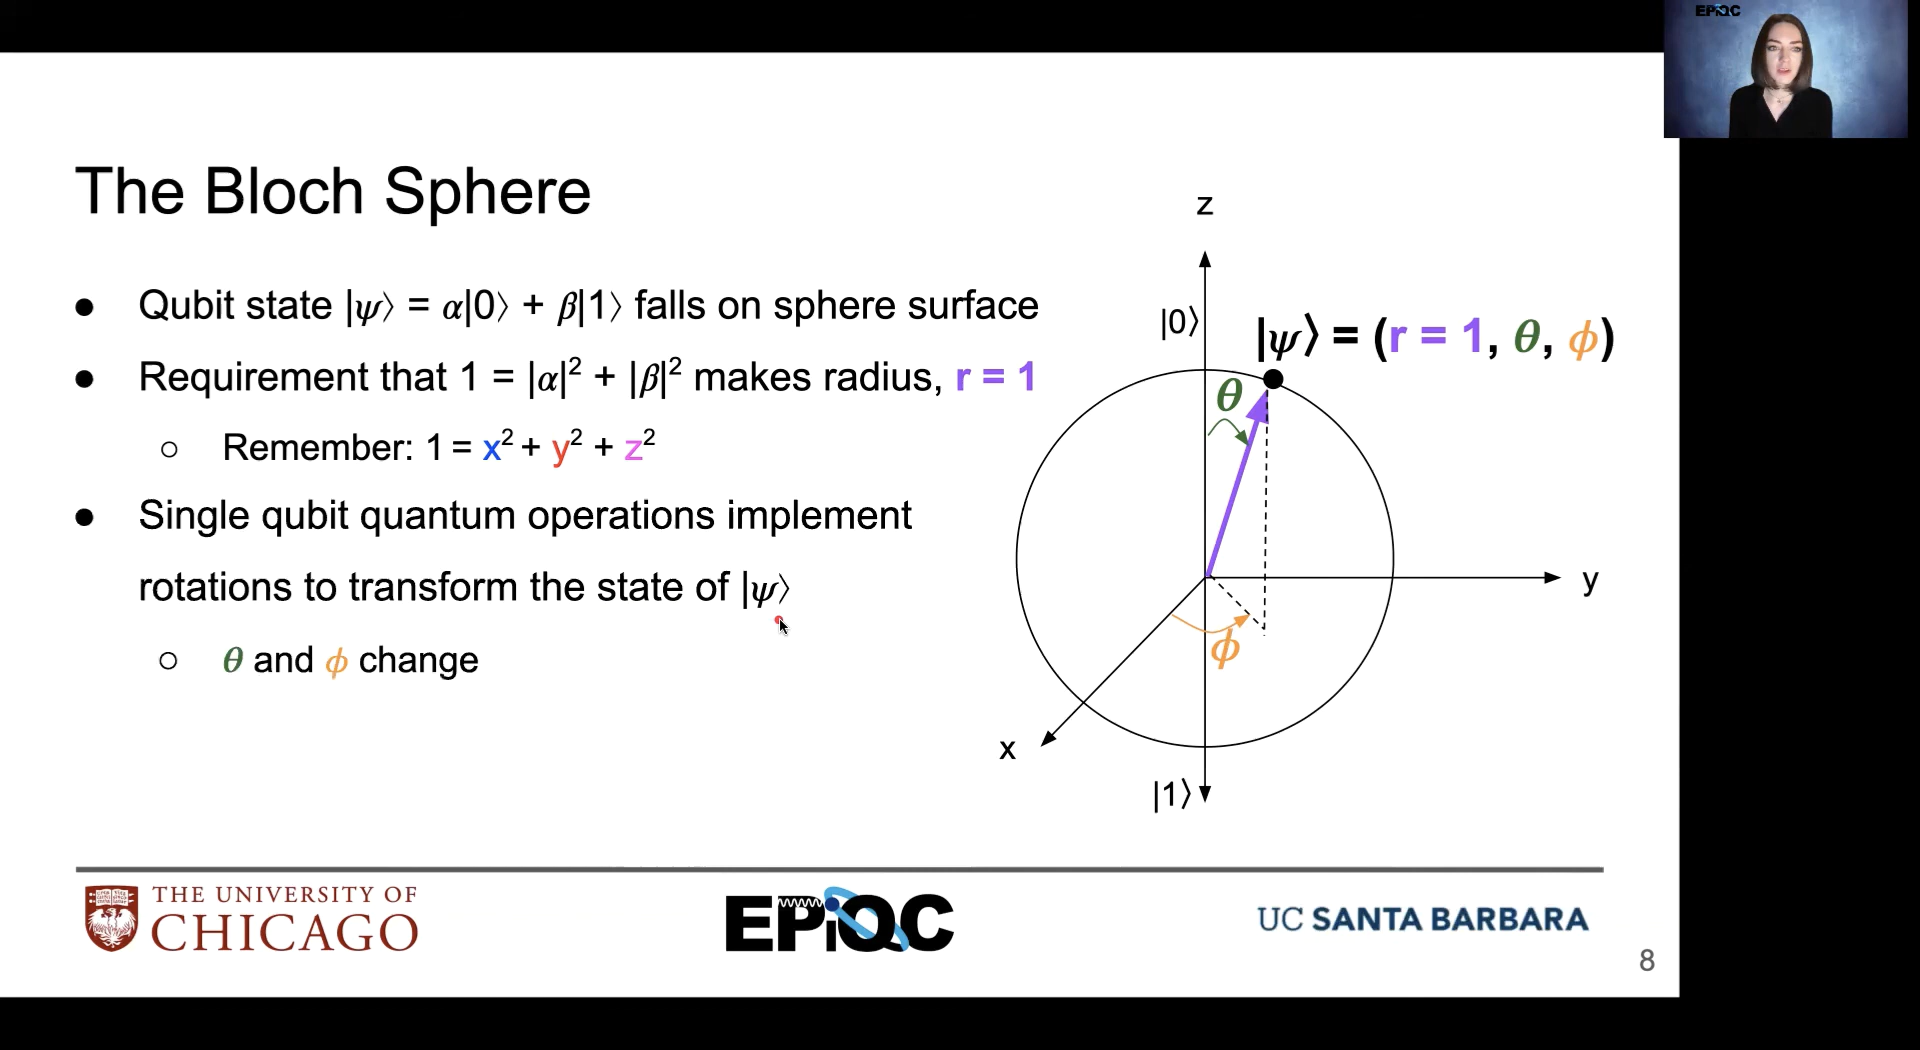 EPiQC
The Bloch Sphere
● Qubit state |ψ⟩ = α|0⟩ + β|1⟩ falls on sphere surface
● Requirement that 1 = |α|² + |β|² makes radius, r = 1
○ Remember: 1 = x² + y² + z²
● Single qubit quantum operations implement
rotations to transform the state of |ψ⟩
○ θ and ϕ change
z
|0⟩
|ψ⟩ = (r = 1, θ, ϕ)
θ
y
ϕ
x
|1⟩
THE UNIVERSITY OF
CHICAGO
EPiQC
UC SANTA BARBARA
8